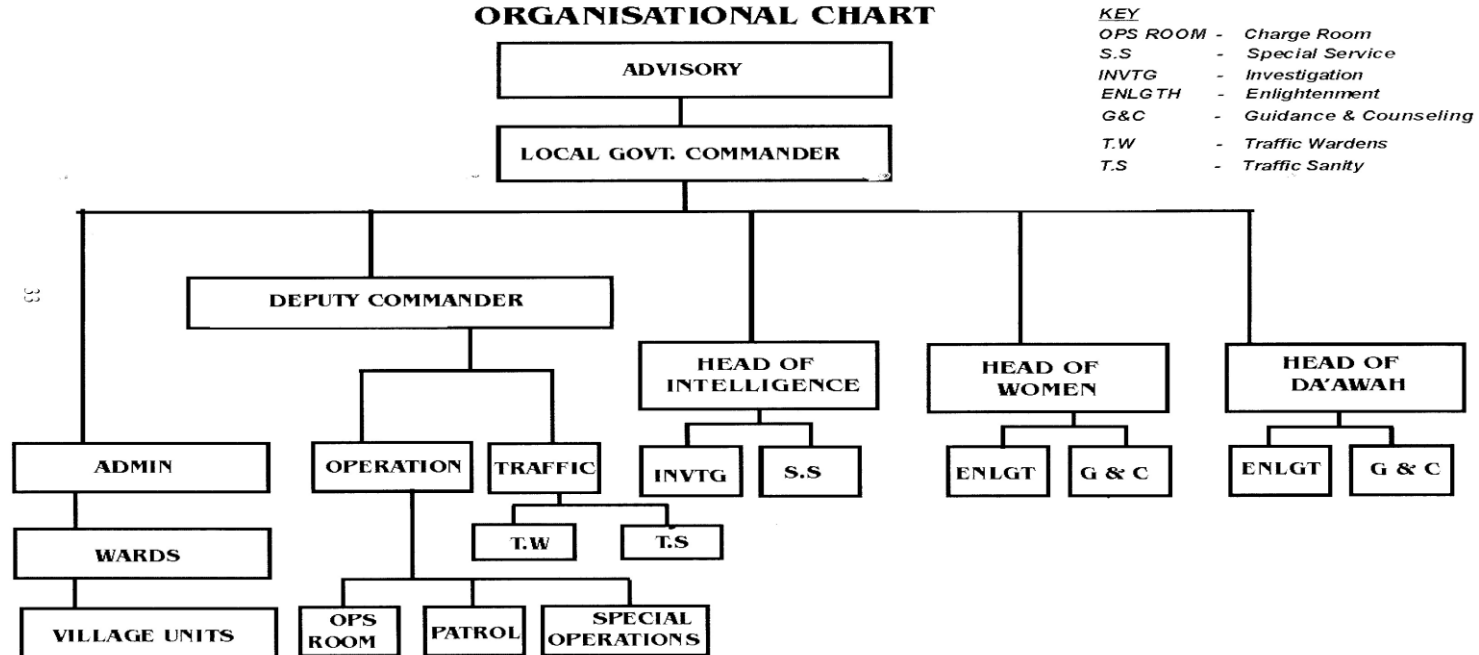 ORGANISATIONAL CHART
KEY
OPS ROOM - Charge Room
S.S - Special Service
INVTG - Investigation
ENLGTH - Enlightenment
G&C - Guidance & Counseling
T.W - Traffic Wardens
T.S - Traffic Sanity
ADVISORY
LOCAL GOVT. COMMANDER
33
DEPUTY COMMANDER
HEAD OF
INTELLIGENCE
HEAD OF
WOMEN
HEAD OF
DA'AWAH
ADMIN
OPERATION
TRAFFIC
INVTG
S.S
ENLGT
G & C
ENLGT
G & C
WARDS
T.W
T.S
VILLAGE UNITS
OPS
ROOM
PATROL
SPECIAL
OPERATIONS